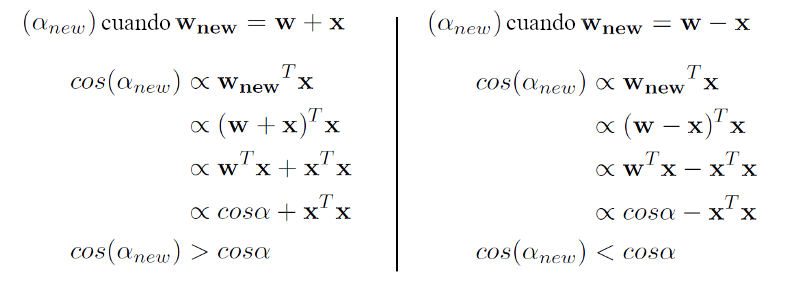 (α_new) cuando w_new = w + x
cos(α_new) ∝ w_new^T x
∝ (w + x)^T x
∝ w^T x + x^T x
∝ cosα + x^T x
cos(α_new) > cosα
(α_new) cuando w_new = w − x
cos(α_new) ∝ w_new^T x
∝ (w − x)^T x
∝ w^T x − x^T x
∝ cosα − x^T x
cos(α_new) < cosα